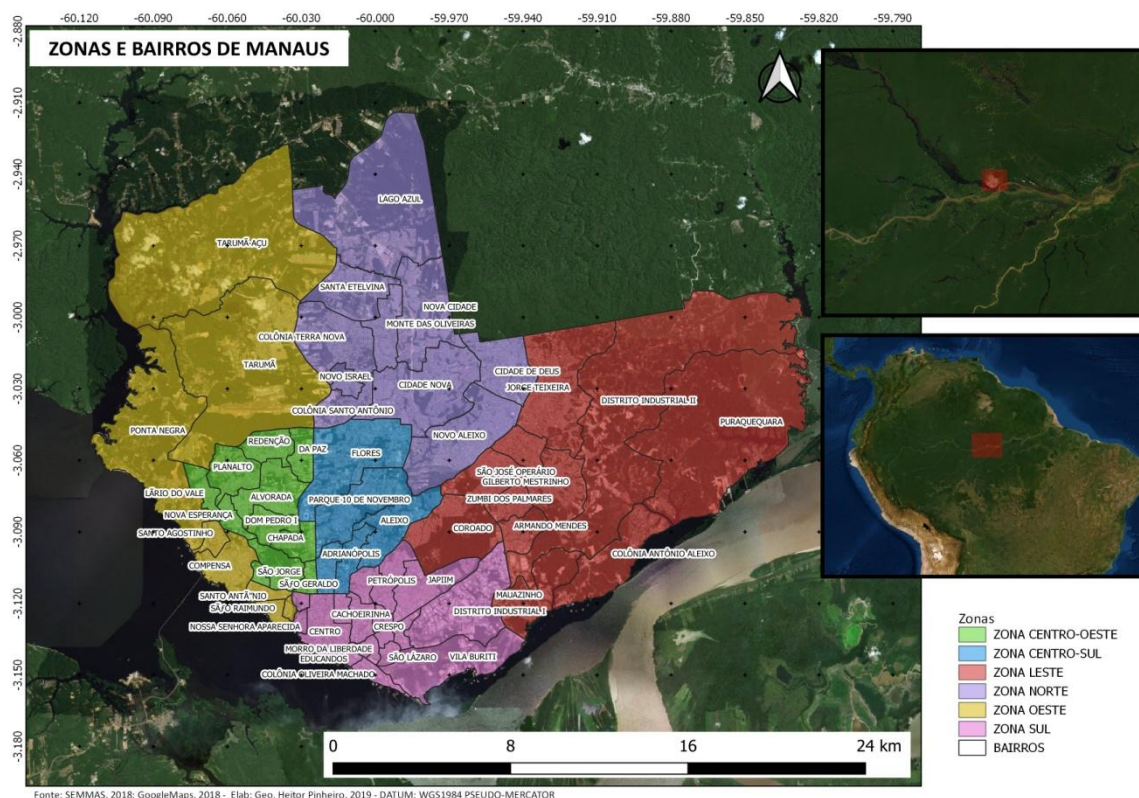 -60.120 -60.090 -60.060 -60.030 -60.000 -59.970 -59.940 -59.910 -59.880 -59.850 -59.820 -59.790
-2.880
-2.910
-2.940
-2.970
-3.000
-3.030
-3.060
-3.090
-3.120
-3.150
-3.180
ZONAS E BAIRROS DE MANAUS
LAGO AZUL
TARUMÃ-AÇU
SANTA ETELVINA
NOVA CIDADE
MONTE DAS OLIVEIRAS
COLÔNIA TERRA NOVA
TARUMÃ
NOVO ISRAEL
CIDADE NOVA
CIDADE DE DEUS
JORGE TEIXEIRA
DISTRITO INDUSTRIAL II
COLÔNIA SANTO ANTÔNIO
PURAQUEQUARA
PONTA NEGRA
REDENÇÃO
DA PAZ
FLORES
NOVO ALEIXO
PLANALTO
SÃO JOSÉ OPERÁRIO
GILBERTO MESTRINHO
LÃRIO DO VALE
ALVORADA
PARQUE 10 DE NOVEMBRO
ZUMBI DOS PALMARES
NOVA ESPERANÇA
DOM PEDRO I
ALEIXO
SANTO AGOSTINHO
CHAPADA
COROADO
ARMANDO MENDES
ADRIANÓPOLIS
COLÔNIA ANTÔNIO ALEIXO
COMPENSA
SÃO JORGE
PETRÓPOLIS
JAPIIM
SÃƒO GERALDO
SANTO ANTÃ”NIO
MAUAZINHO
SÃƒO RAIMUNDO
CACHOEIRINHA
DISTRITO INDUSTRIAL I
NOSSA SENHORA APARECIDA
CENTRO
CRESPO
MORRO DA LIBERDADE
EDUCANDOS
SÃO LÁZARO
VILA BURITI
COLÔNIA OLIVEIRA MACHADO
0 8 16 24 km
Zonas
ZONA CENTRO-OESTE
ZONA CENTRO-SUL
ZONA LESTE
ZONA NORTE
ZONA OESTE
ZONA SUL
BAIRROS
Fonte: SEMMAS, 2018; GoogleMaps, 2018 - Elab: Geo. Heitor Pinheiro, 2019 - DATUM: WGS1984 PSEUDO-MERCATOR